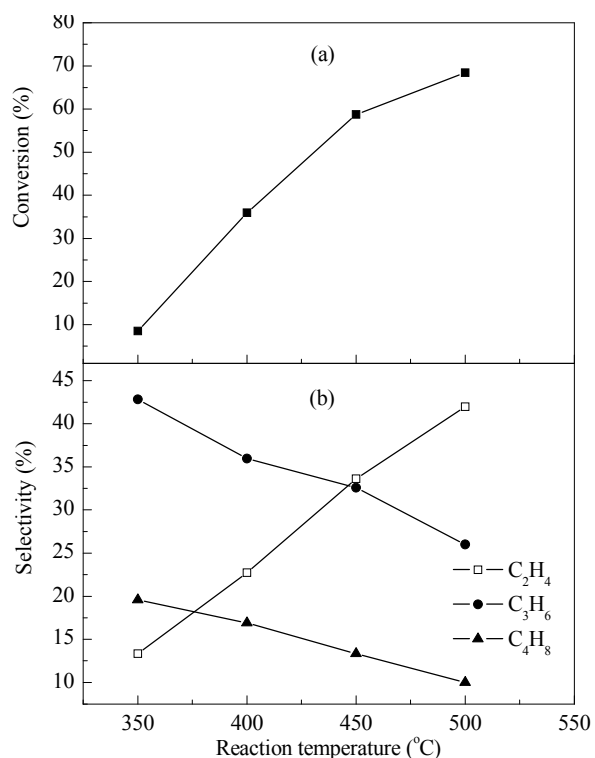 80
70
60
50
40
30
20
10
Conversion (%)
(a)
45
40
35
30
25
20
15
10
Selectivity (%)
(b)
C₂H₄
C₃H₆
C₄H₈
350 400 450 500 550
Reaction temperature (°C)